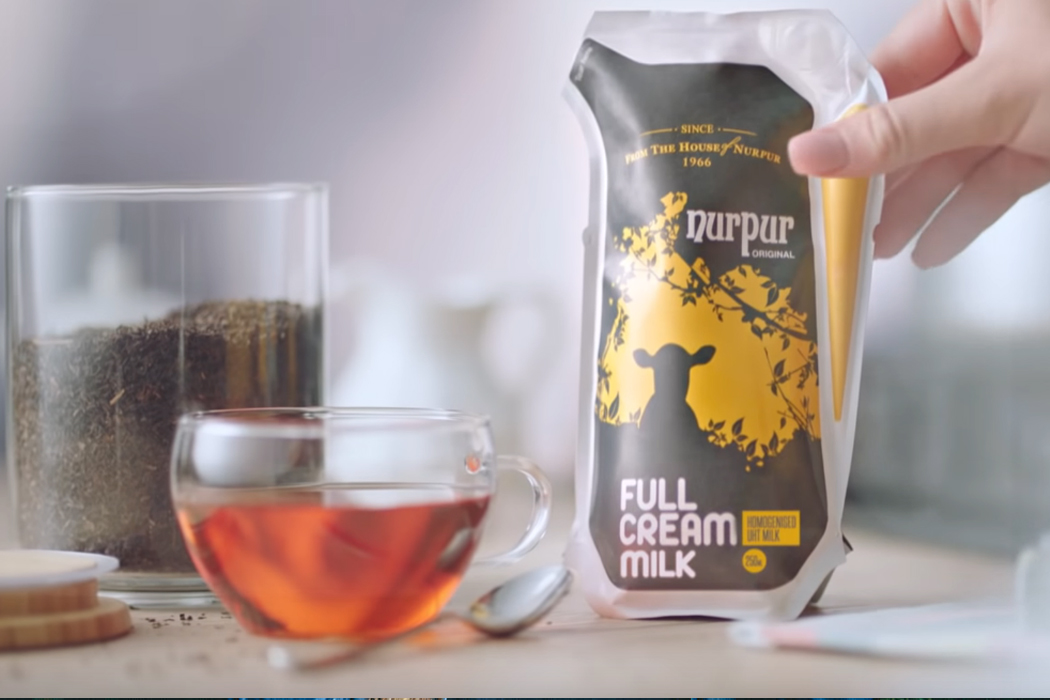 SINCE
FROM THE HOUSE of NURPUR
1966
nurpur
ORIGINAL
FULL
CREAM
MILK
HOMOGENISED
UHT MILK